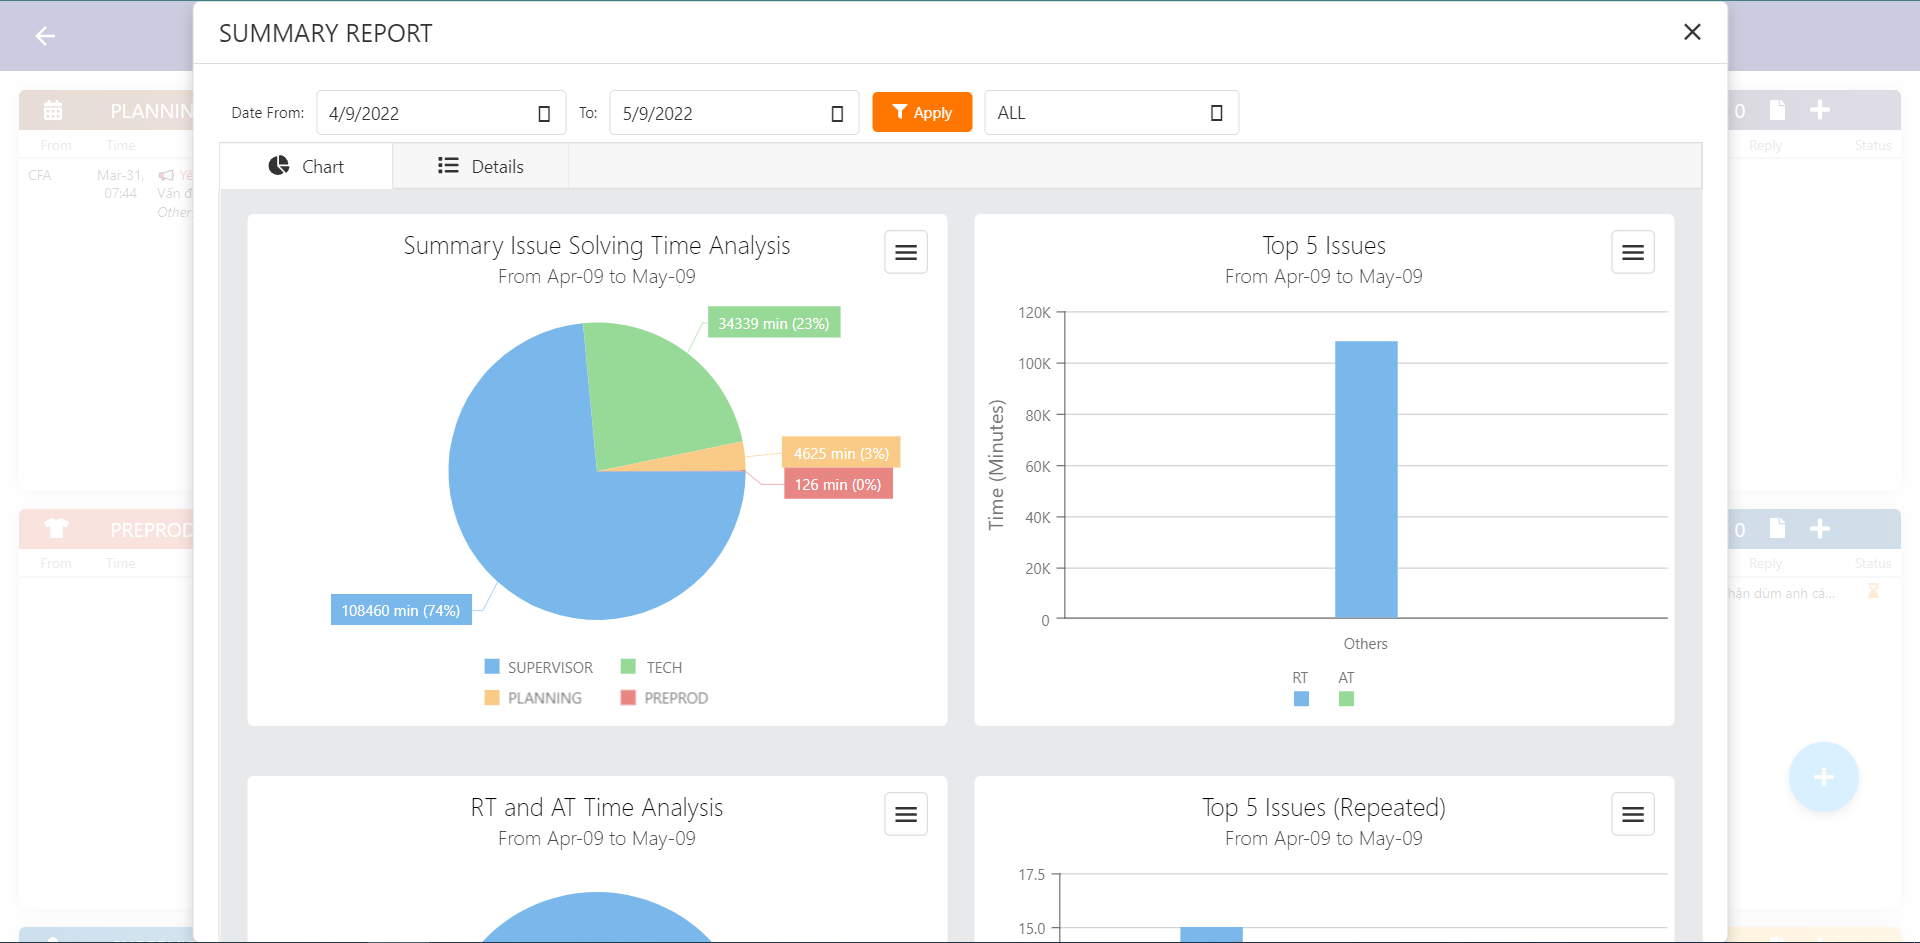 SUMMARY REPORT
Date From: 4/9/2022 To: 5/9/2022 Apply ALL
Chart Details
Summary Issue Solving Time Analysis
From Apr-09 to May-09
34339 min (23%)
4625 min (3%)
126 min (0%)
108460 min (74%)
SUPERVISOR TECH
PLANNING PREPROD
Top 5 Issues
From Apr-09 to May-09
120K
100K
80K
60K
40K
20K
0
Time (Minutes)
Others
RT AT
RT and AT Time Analysis
From Apr-09 to May-09
Top 5 Issues (Repeated)
From Apr-09 to May-09
17.5
15.0
PLANNIN
From Time
CFA Mar-31, 07:44
Vấn đ
Other
PREPROD
From Time
0
Reply Status
0
Reply Status
hận dùm anh cá...